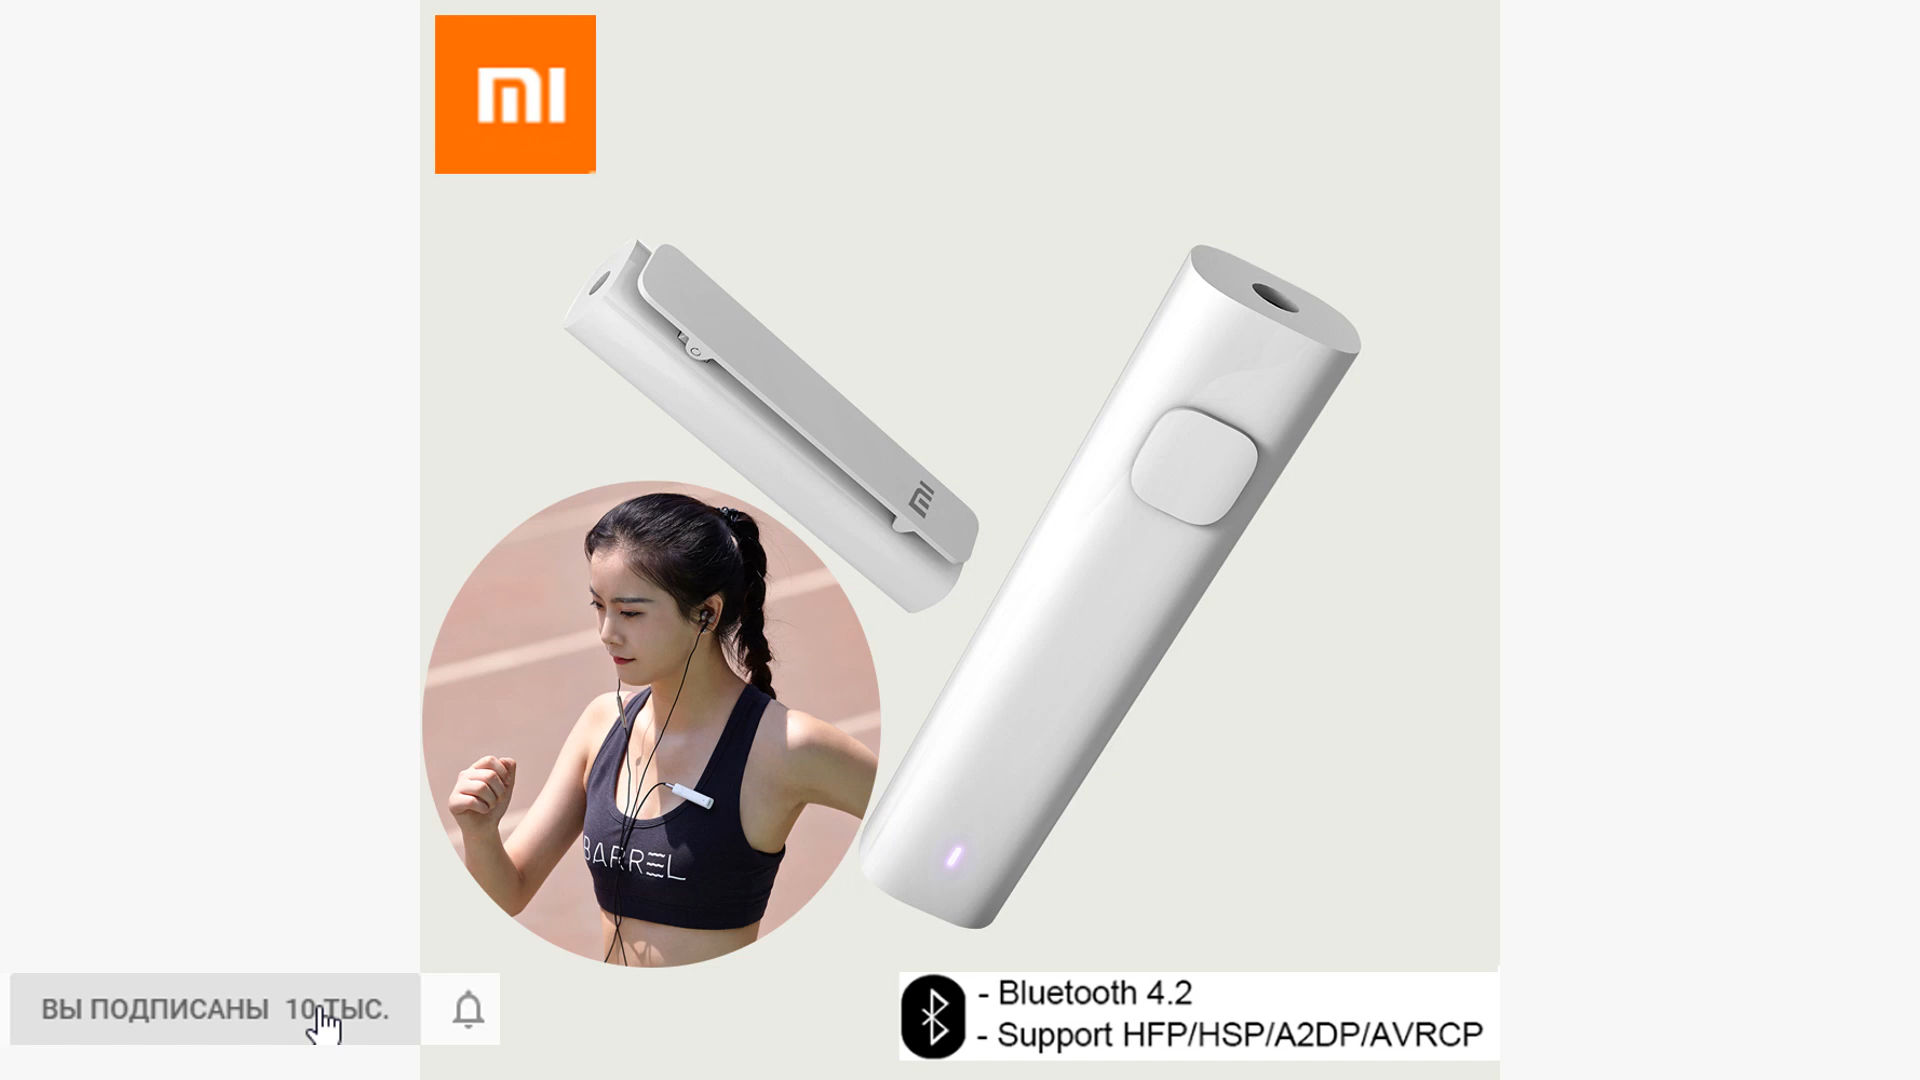 MI
MI
BARREL
ВЫ ПОДПИСАНЫ 10 ТЫС.
- Bluetooth 4.2
- Support HFP/HSP/A2DP/AVRCP